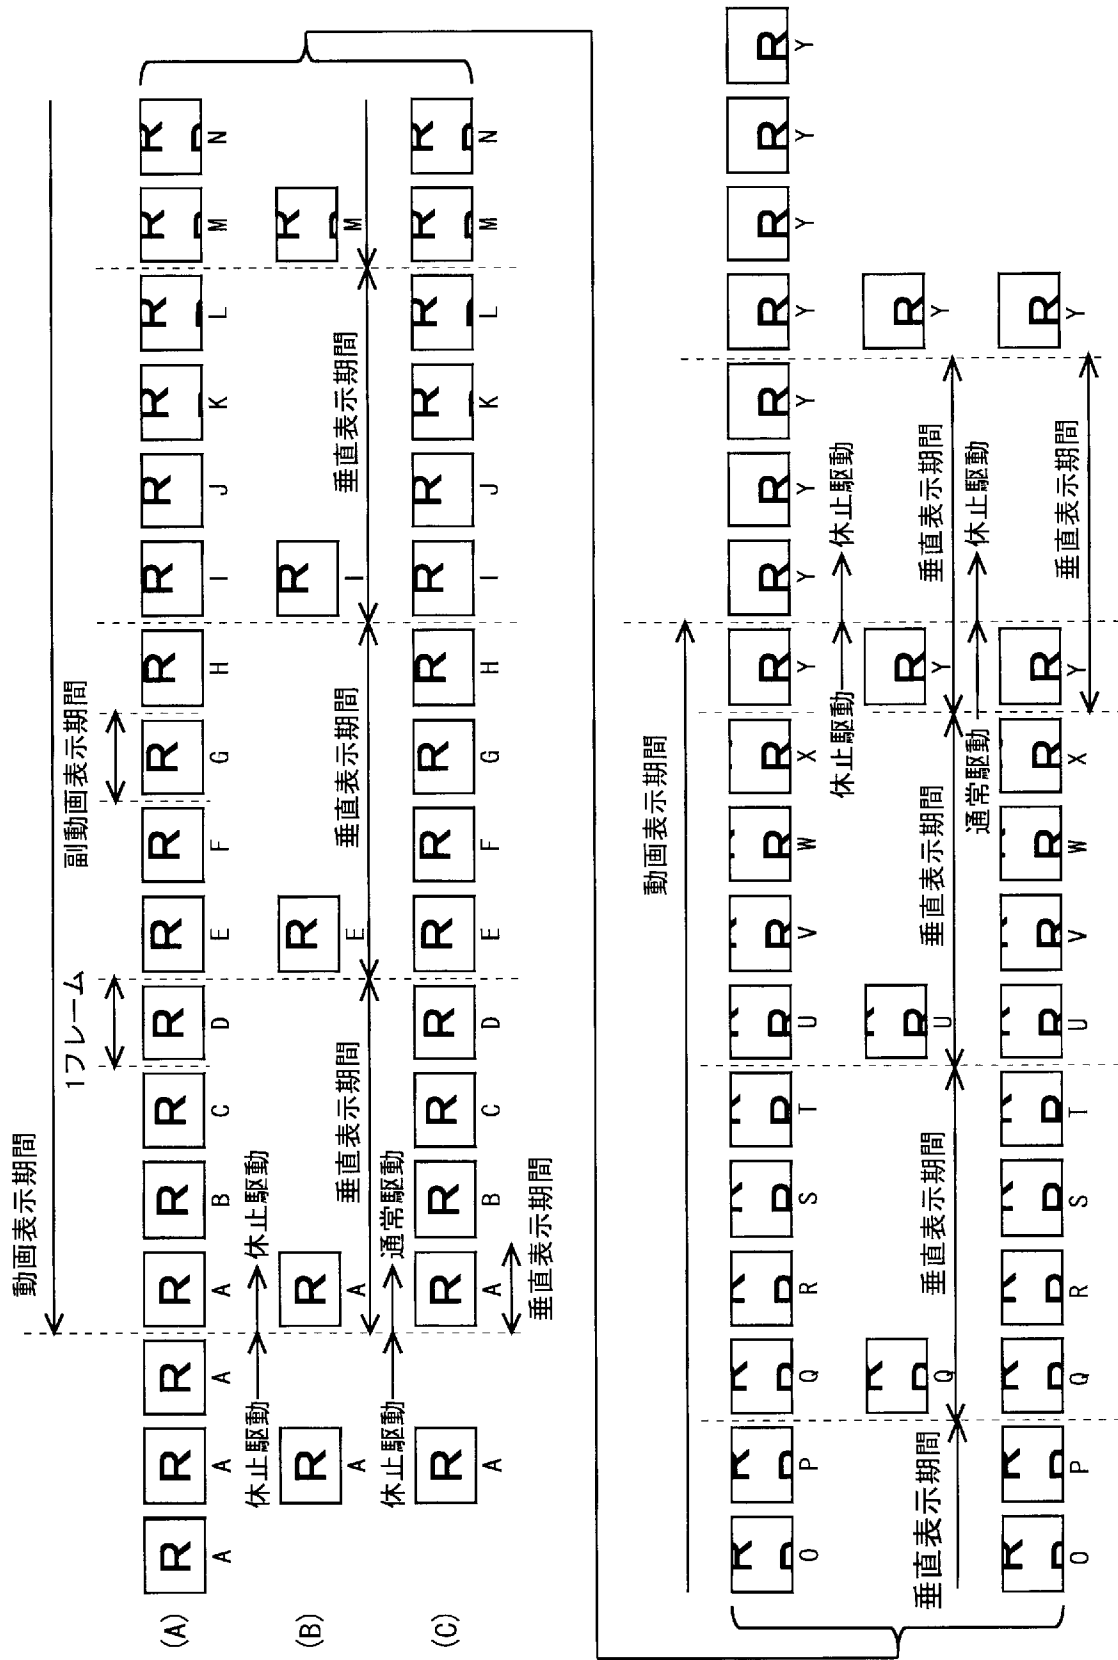 動画表示期間
1フレーム
副動画表示期間
(A)
R R R R R R R R R R R R R R R R R
A A A A B C D E F G H I J K L M N
休止駆動 休止駆動
(B)
R R R R R
A A E I M
垂直表示期間 垂直表示期間 垂直表示期間
休止駆動 通常駆動
(C)
R R R R R R R R R R R R R R R
A A B C D E F G H I J K L M N
垂直表示期間
動画表示期間
R R R R R R R R R R R R R R R R R R
O P Q R S T U V W X Y Y Y Y Y Y Y Y
休止駆動 休止駆動
R R R R
Q U Y Y
垂直表示期間 垂直表示期間 垂直表示期間 垂直表示期間
通常駆動 休止駆動
R R R R R R R R R R R R
O P Q R S T U V W X Y Y
垂直表示期間